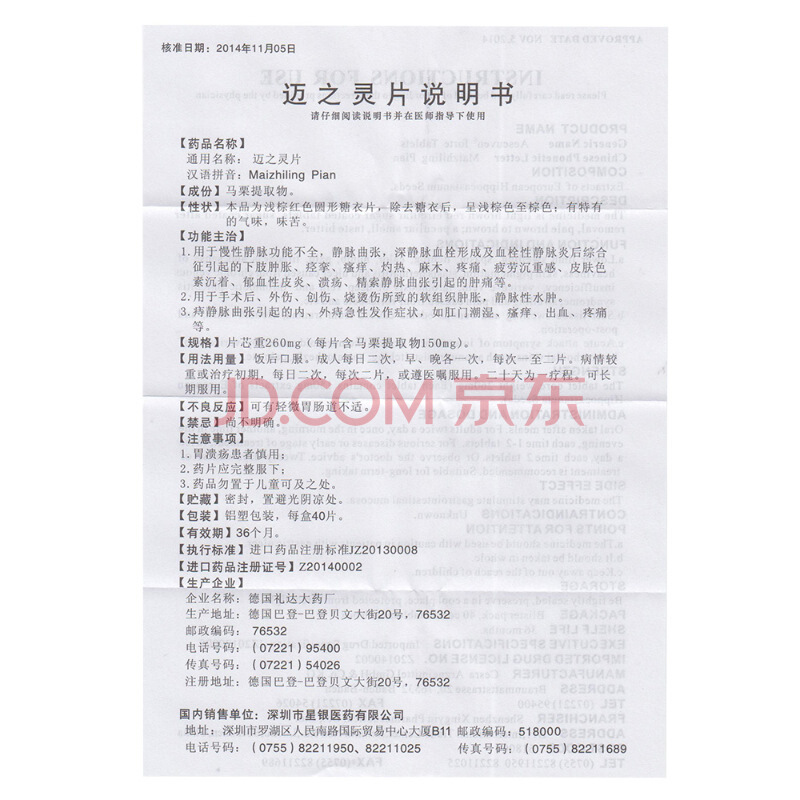 核准日期：2014年11月05日
迈之灵片说明书
请仔细阅读说明书并在医师指导下使用
【药品名称】
通用名称： 迈之灵片
汉语拼音：Maizhiling Pian
【成份】马栗提取物。
【性状】本品为浅棕红色圆形糖衣片，除去糖衣后，呈浅棕色至棕色；有特有
的气味，味苦。
【功能主治】
1.用于慢性静脉功能不全，静脉曲张，深静脉血栓形成及血栓性静脉炎后综合
征引起的下肢肿胀、痉挛、瘙痒、灼热、麻木、疼痛、疲劳沉重感、皮肤色
素沉着、郁血性皮炎、溃疡、精索静脉曲张引起的肿痛等。
2.用于手术后、外伤、创伤、烧烫伤所致的软组织肿胀，静脉性水肿。
3.痔静脉曲张引起的内、外痔急性发作症状，如肛门潮湿、瘙痒、出血、疼痛
等。
【规格】片芯重260mg（每片含马栗提取物150mg）。
【用法用量】饭后口服。成人每日二次，早、晚各一次，每次一至二片。病情较
重或治疗初期，每日二次，每次二片，或遵医嘱服用。二十天为一疗程，可长
期服用。
JD.COM 京东
【不良反应】可有轻微胃肠道不适。
【禁忌】尚不明确。
【注意事项】
1.胃溃疡患者慎用；
2.药片应完整服下；
3.药品勿置于儿童可及之处。
【贮藏】密封，置避光阴凉处。
【包装】铝塑包装，每盒40片。
【有效期】36个月。
【执行标准】进口药品注册标准JZ20130008
【进口药品注册证号】Z20140002
【生产企业】
企业名称：德国礼达大药厂
生产地址：德国巴登-巴登贝文大街20号，76532
邮政编码： 76532
电话号码：（07221）95400
传真号码：（07221）54026
注册地址：德国巴登-巴登贝文大街20号，76532
国内销售单位：深圳市星银医药有限公司
地址：深圳市罗湖区人民南路国际贸易中心大厦B11 邮政编码：518000
电话号码：（0755）82211950、82211025 传真号码：（0755）82211689